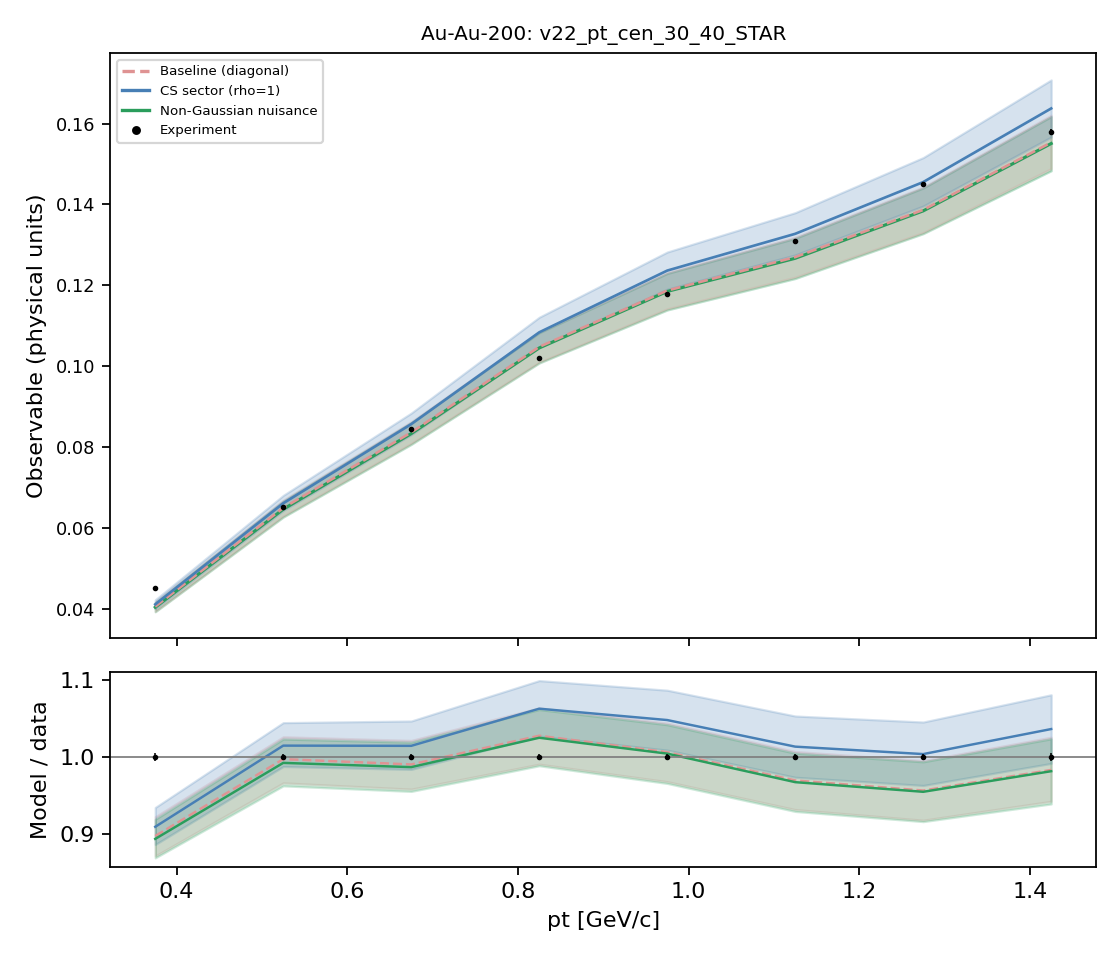 Au-Au-200: v22_pt_cen_30_40_STAR
Baseline (diagonal)
CS sector (rho=1)
Non-Gaussian nuisance
Experiment
Observable (physical units)
0.16
0.14
0.12
0.10
0.08
0.06
0.04
Model / data
1.1
1.0
0.9
0.4 0.6 0.8 1.0 1.2 1.4
pt [GeV/c]